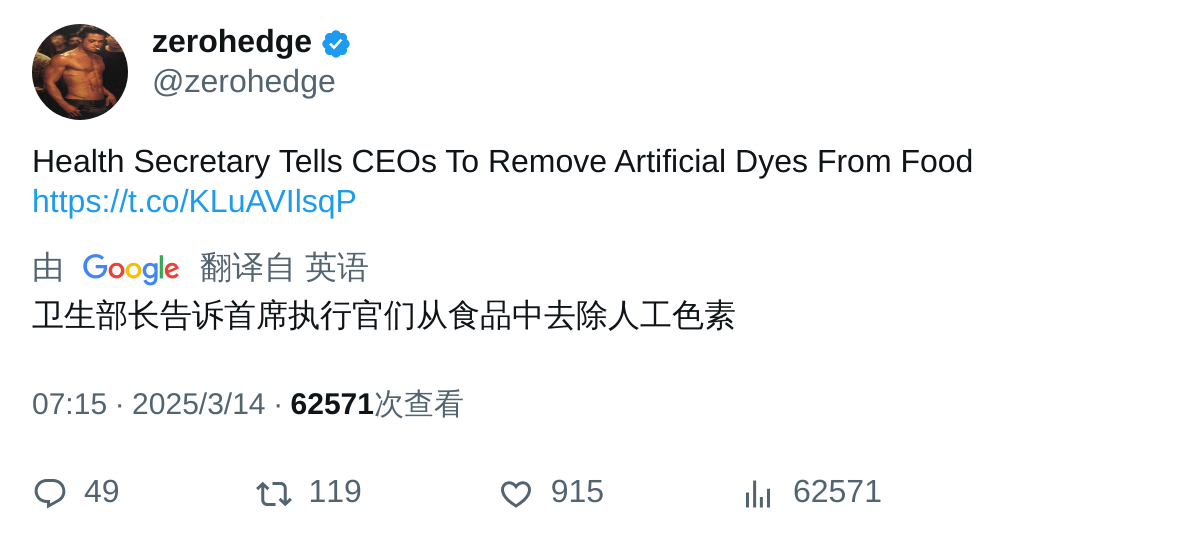 zerohedge
@zerohedge
Health Secretary Tells CEOs To Remove Artificial Dyes From Food
https://t.co/KLuAVIlsqP
由 Google 翻译自 英语
卫生部长告诉首席执行官们从食品中去除人工色素
07:15 · 2025/3/14 · 62571次查看
49 119 915 62571